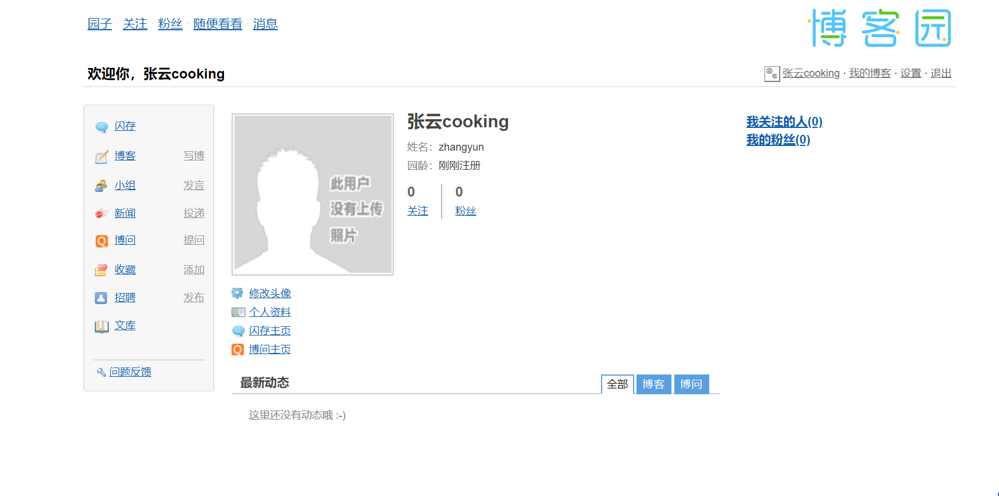 园子 · 关注 · 粉丝 · 随便看看 · 消息
博客园
欢迎你，张云cooking
张云cooking · 我的博客 · 设置 · 退出
闪存
博客 写博
小组 发言
新闻 投递
博问 提问
收藏 添加
招聘 发布
文库
问题反馈
此用户
没有上传
照片
张云cooking
姓名： zhangyun
园龄： 刚刚注册
0 0
关注 粉丝
修改头像
个人资料
闪存主页
博问主页
我关注的人(0)
我的粉丝(0)
最新动态 全部 博客 博问
这里还没有动态哦 :-)